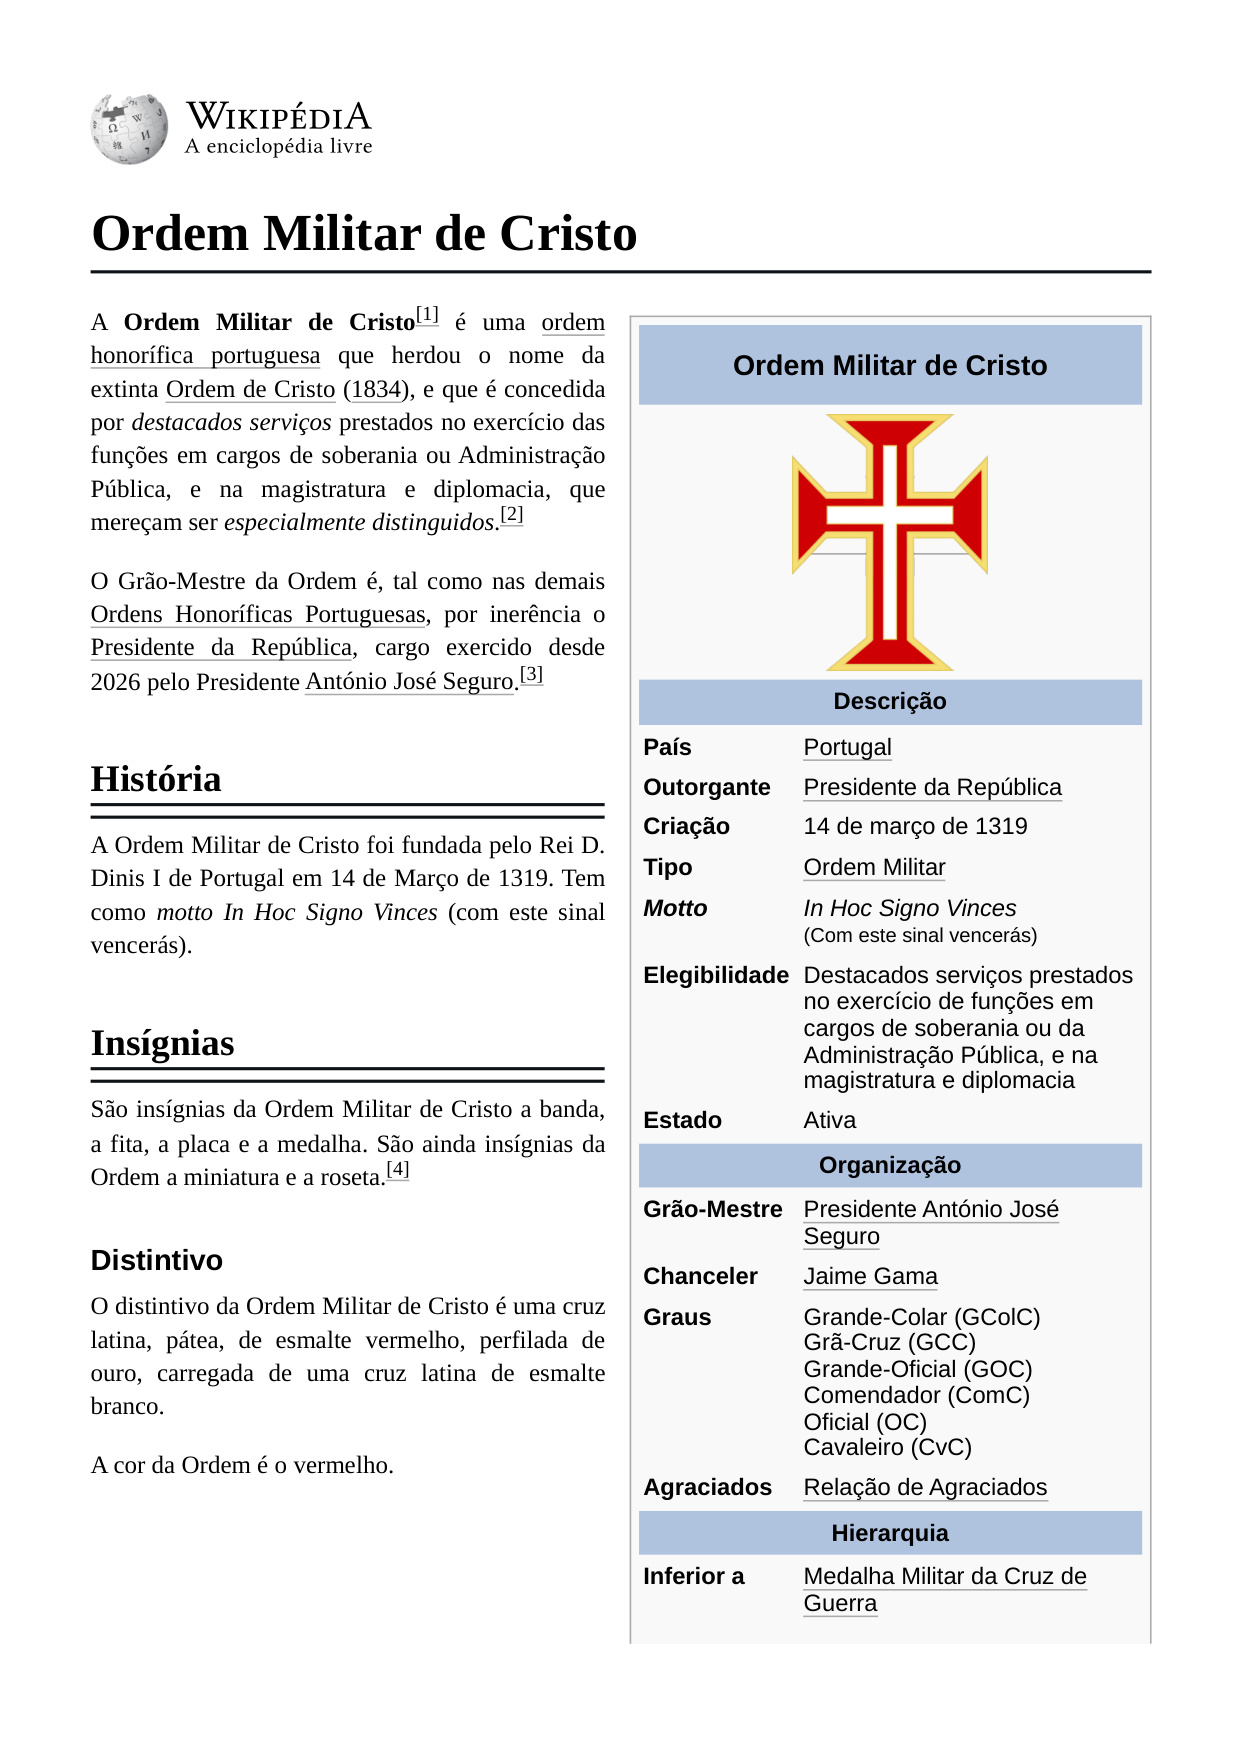 WIKIPÉDIA
A enciclopédia livre
Ordem Militar de Cristo
A Ordem Militar de Cristo[1] é uma ordem
honorífica portuguesa que herdou o nome da
extinta Ordem de Cristo (1834), e que é concedida
por destacados serviços prestados no exercício das
funções em cargos de soberania ou Administração
Pública, e na magistratura e diplomacia, que
mereçam ser especialmente distinguidos.[2]
O Grão-Mestre da Ordem é, tal como nas demais
Ordens Honoríficas Portuguesas, por inerência o
Presidente da República, cargo exercido desde
2026 pelo Presidente António José Seguro.[3]
História
A Ordem Militar de Cristo foi fundada pelo Rei D.
Dinis I de Portugal em 14 de Março de 1319. Tem
como motto In Hoc Signo Vinces (com este sinal
vencerás).
Insígnias
São insígnias da Ordem Militar de Cristo a banda,
a fita, a placa e a medalha. São ainda insígnias da
Ordem a miniatura e a roseta.[4]
Distintivo
O distintivo da Ordem Militar de Cristo é uma cruz
latina, pátea, de esmalte vermelho, perfilada de
ouro, carregada de uma cruz latina de esmalte
branco.
A cor da Ordem é o vermelho.
Ordem Militar de Cristo
Descrição
País Portugal
Outorgante Presidente da República
Criação 14 de março de 1319
Tipo Ordem Militar
Motto In Hoc Signo Vinces
(Com este sinal vencerás)
Elegibilidade Destacados serviços prestados
no exercício de funções em
cargos de soberania ou da
Administração Pública, e na
magistratura e diplomacia
Estado Ativa
Organização
Grão-Mestre Presidente António José
Seguro
Chanceler Jaime Gama
Graus Grande-Colar (GColC)
Grã-Cruz (GCC)
Grande-Oficial (GOC)
Comendador (ComC)
Oficial (OC)
Cavaleiro (CvC)
Agraciados Relação de Agraciados
Hierarquia
Inferior a Medalha Militar da Cruz de
Guerra